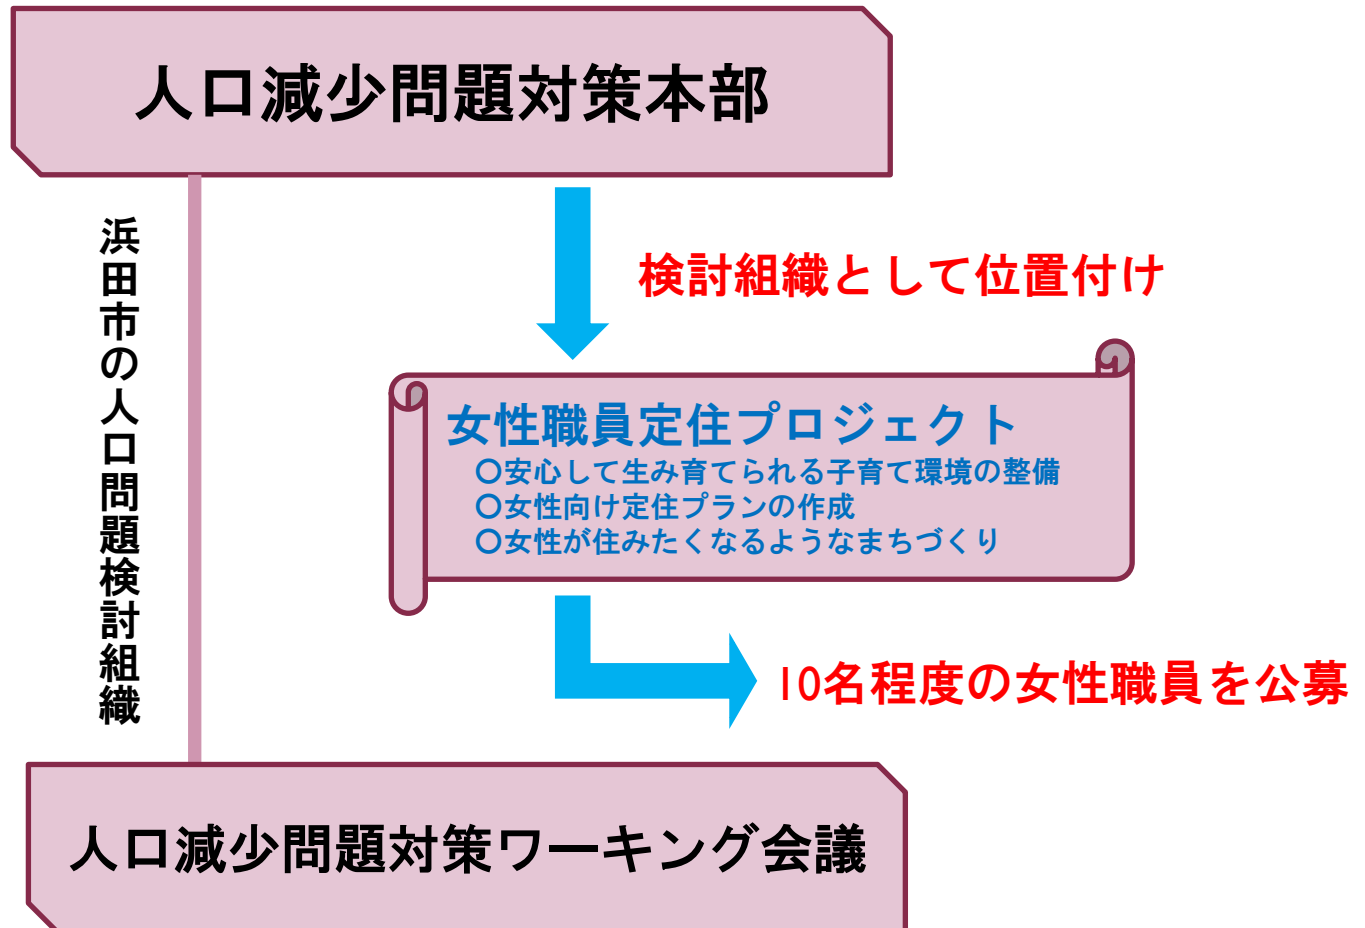 人口減少問題対策本部
浜田市の人口問題検討組織
検討組織として位置付け
女性職員定住プロジェクト
○安心して生み育てられる子育て環境の整備
○女性向け定住プランの作成
○女性が住みたくなるようなまちづくり
10名程度の女性職員を公募
人口減少問題対策ワーキング会議